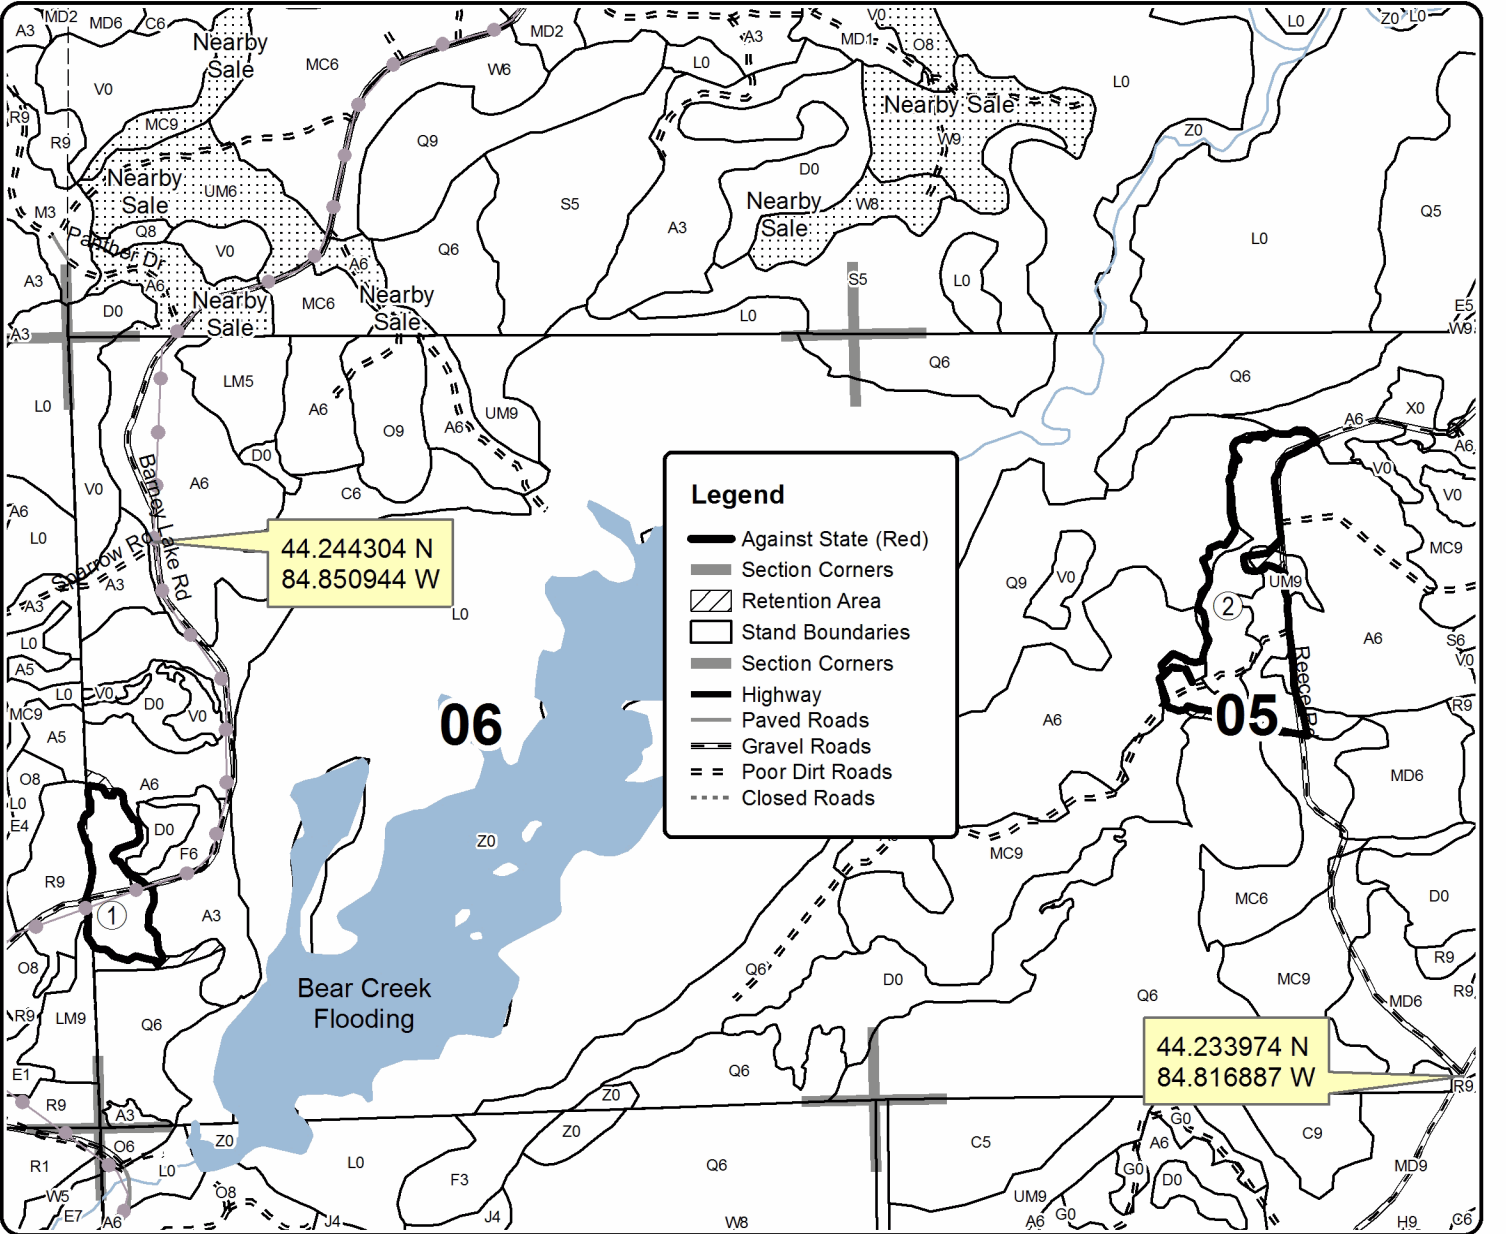 MD2
MD6
C6
A3
Nearby
Sale
MC6
MD2
W6
A3
V0
MD1
O8
L0
L0
Z0
L0
V0
L0
L0
R9
R9
MC9
Q9
Nearby Sale
W9
Z0
Nearby
Sale
UM6
D0
S5
Nearby
Sale
W8
M3
Q8
V0
A3
Q5
Panther Dr
Q6
L0
A6
A3
A6
S5
L0
D0
Nearby
Sale
MC6
Nearby
Sale
L0
E5
A3
W9
Q6
Q6
LM5
L0
A6
O9
A6
UM9
X0
A6
A6
D0
V0
A6
C6
V0
V0
Barney Lake Rd
Legend
Against State (Red)
Section Corners
Retention Area
Stand Boundaries
Section Corners
Highway
Paved Roads
Gravel Roads
Poor Dirt Roads
Closed Roads
A6
L0
44.244304 N
84.850944 W
Sparrow Rd
A3
A3
L0
MC9
Q9
V0
UM9
2
L0
A6
S6
V0
A5
Reece Rd
L0
V0
D0
V0
MC9
A5
06
A6
05
R9
O8
A6
MD6
L0
E4
D0
F6
Z0
MC9
R9
1
A3
MC6
D0
O8
Q6
D0
MC9
R9
R9
Bear Creek
Flooding
Q6
MD6
R9
LM9
Q6
44.233974 N
84.816887 W
E1
Q6
R9
R9
A3
Z0
G0
O6
Z0
Z0
C5
A6
C9
R1
L0
L0
F3
Q6
G0
D0
MD9
W5
O8
UM9
E7
A6
J4
J4
W8
A6
G0
H9
C6